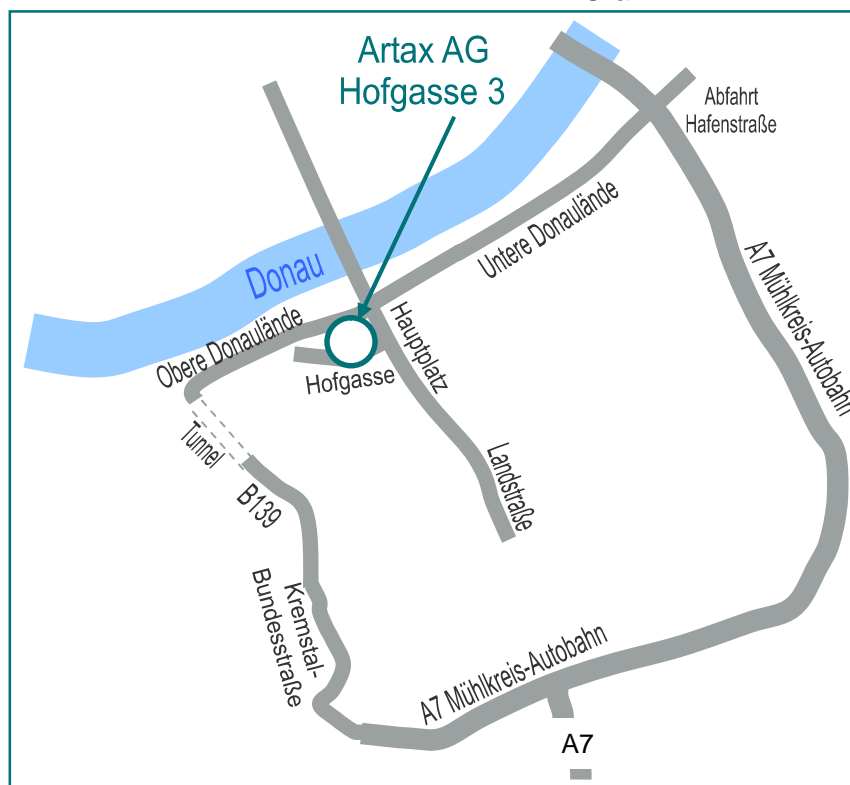 Artax AG
Hofgasse 3
Abfahrt
Hafenstraße
Untere Donaulände
Donau
A7 Mühlkreis-Autobahn
Obere Donaulände
Hauptplatz
Hofgasse
Tunnel
Landstraße
B139
Kremstal-
Bundesstraße
A7 Mühlkreis-Autobahn
A7